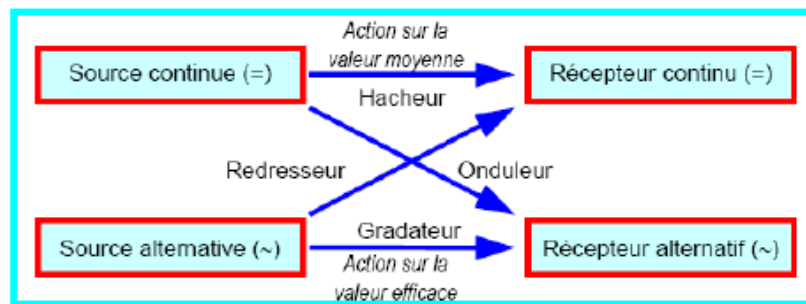 Action sur la
valeur moyenne
Source continue (=)
Récepteur continu (=)
Hacheur
Redresseur
Onduleur
Gradateur
Source alternative (~)
Récepteur alternatif (~)
Action sur la
valeur efficace